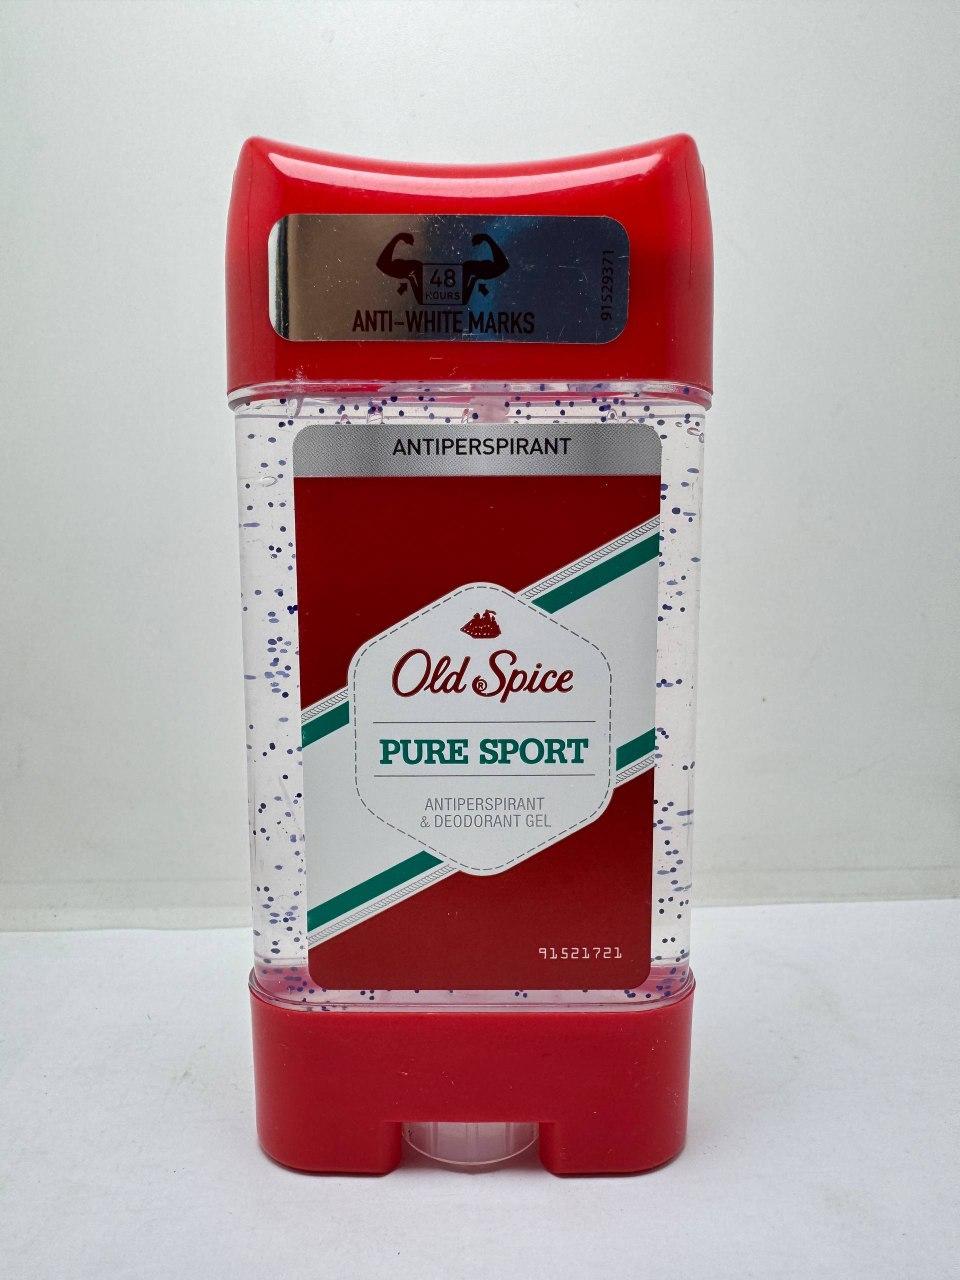 48
HOURS
ANTI-WHITE MARKS
91529371
ANTIPERSPIRANT
Old Spice®
PURE SPORT
ANTIPERSPIRANT
& DEODORANT GEL
91521721